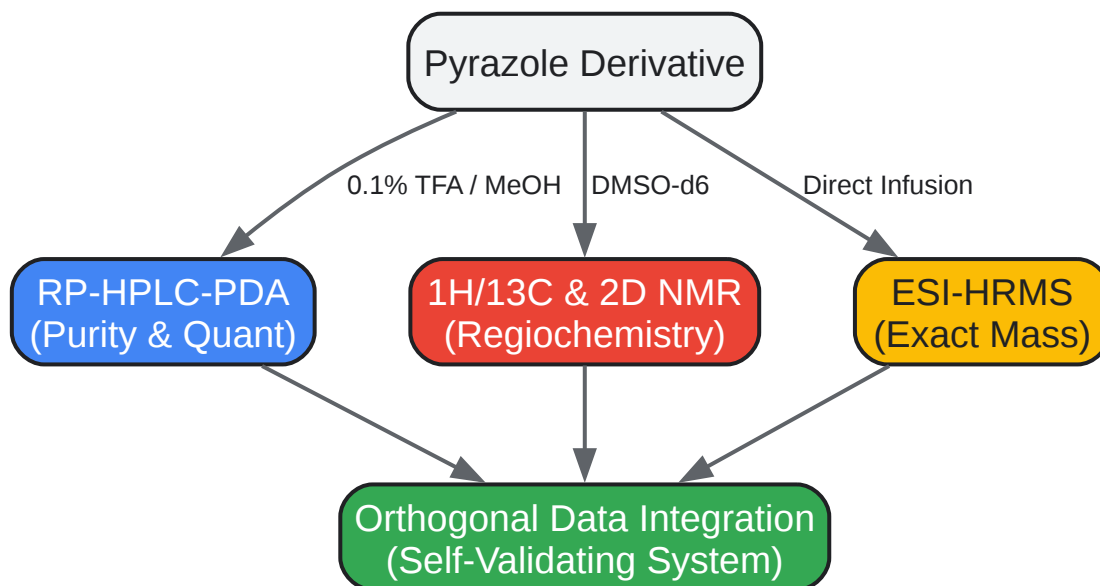 Pyrazole Derivative
0.1% TFA / MeOH
DMSO-d6
Direct Infusion
RP-HPLC-PDA
(Purity & Quant)
1H/13C & 2D NMR
(Regiochemistry)
ESI-HRMS
(Exact Mass)
Orthogonal Data Integration
(Self-Validating System)